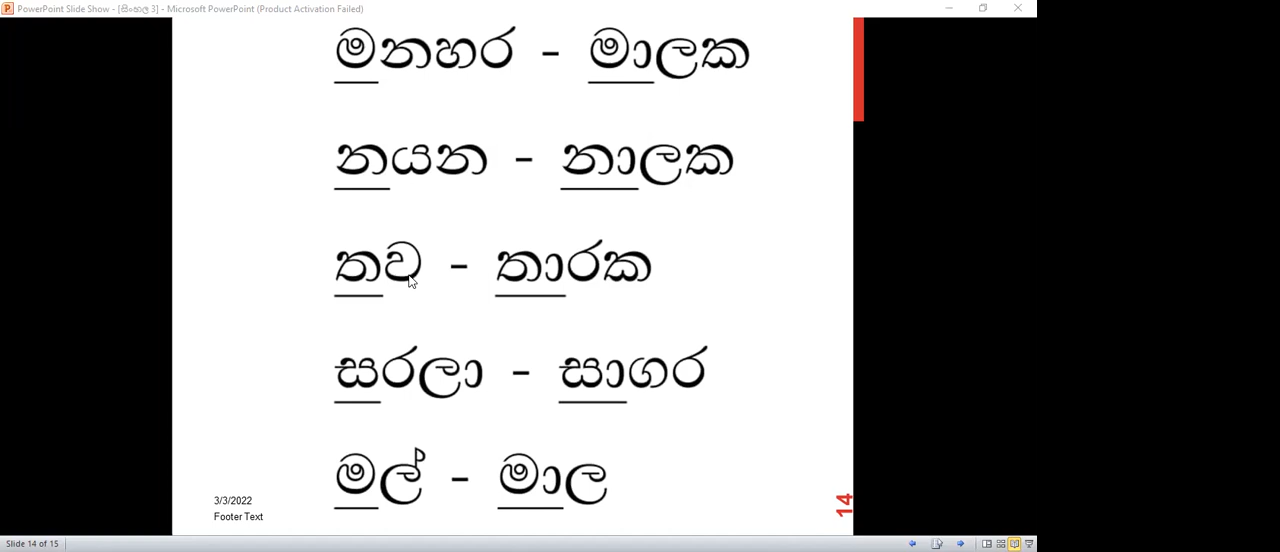 PowerPoint Slide Show - [සිංහල 3] - Microsoft PowerPoint (Product Activation Failed)
මනහර - මාලක
නයන - නාලක
තව - තාරක
සරලා - සාගර
මල් - මාල
3/3/2022
Footer Text
14
Slide 14 of 15